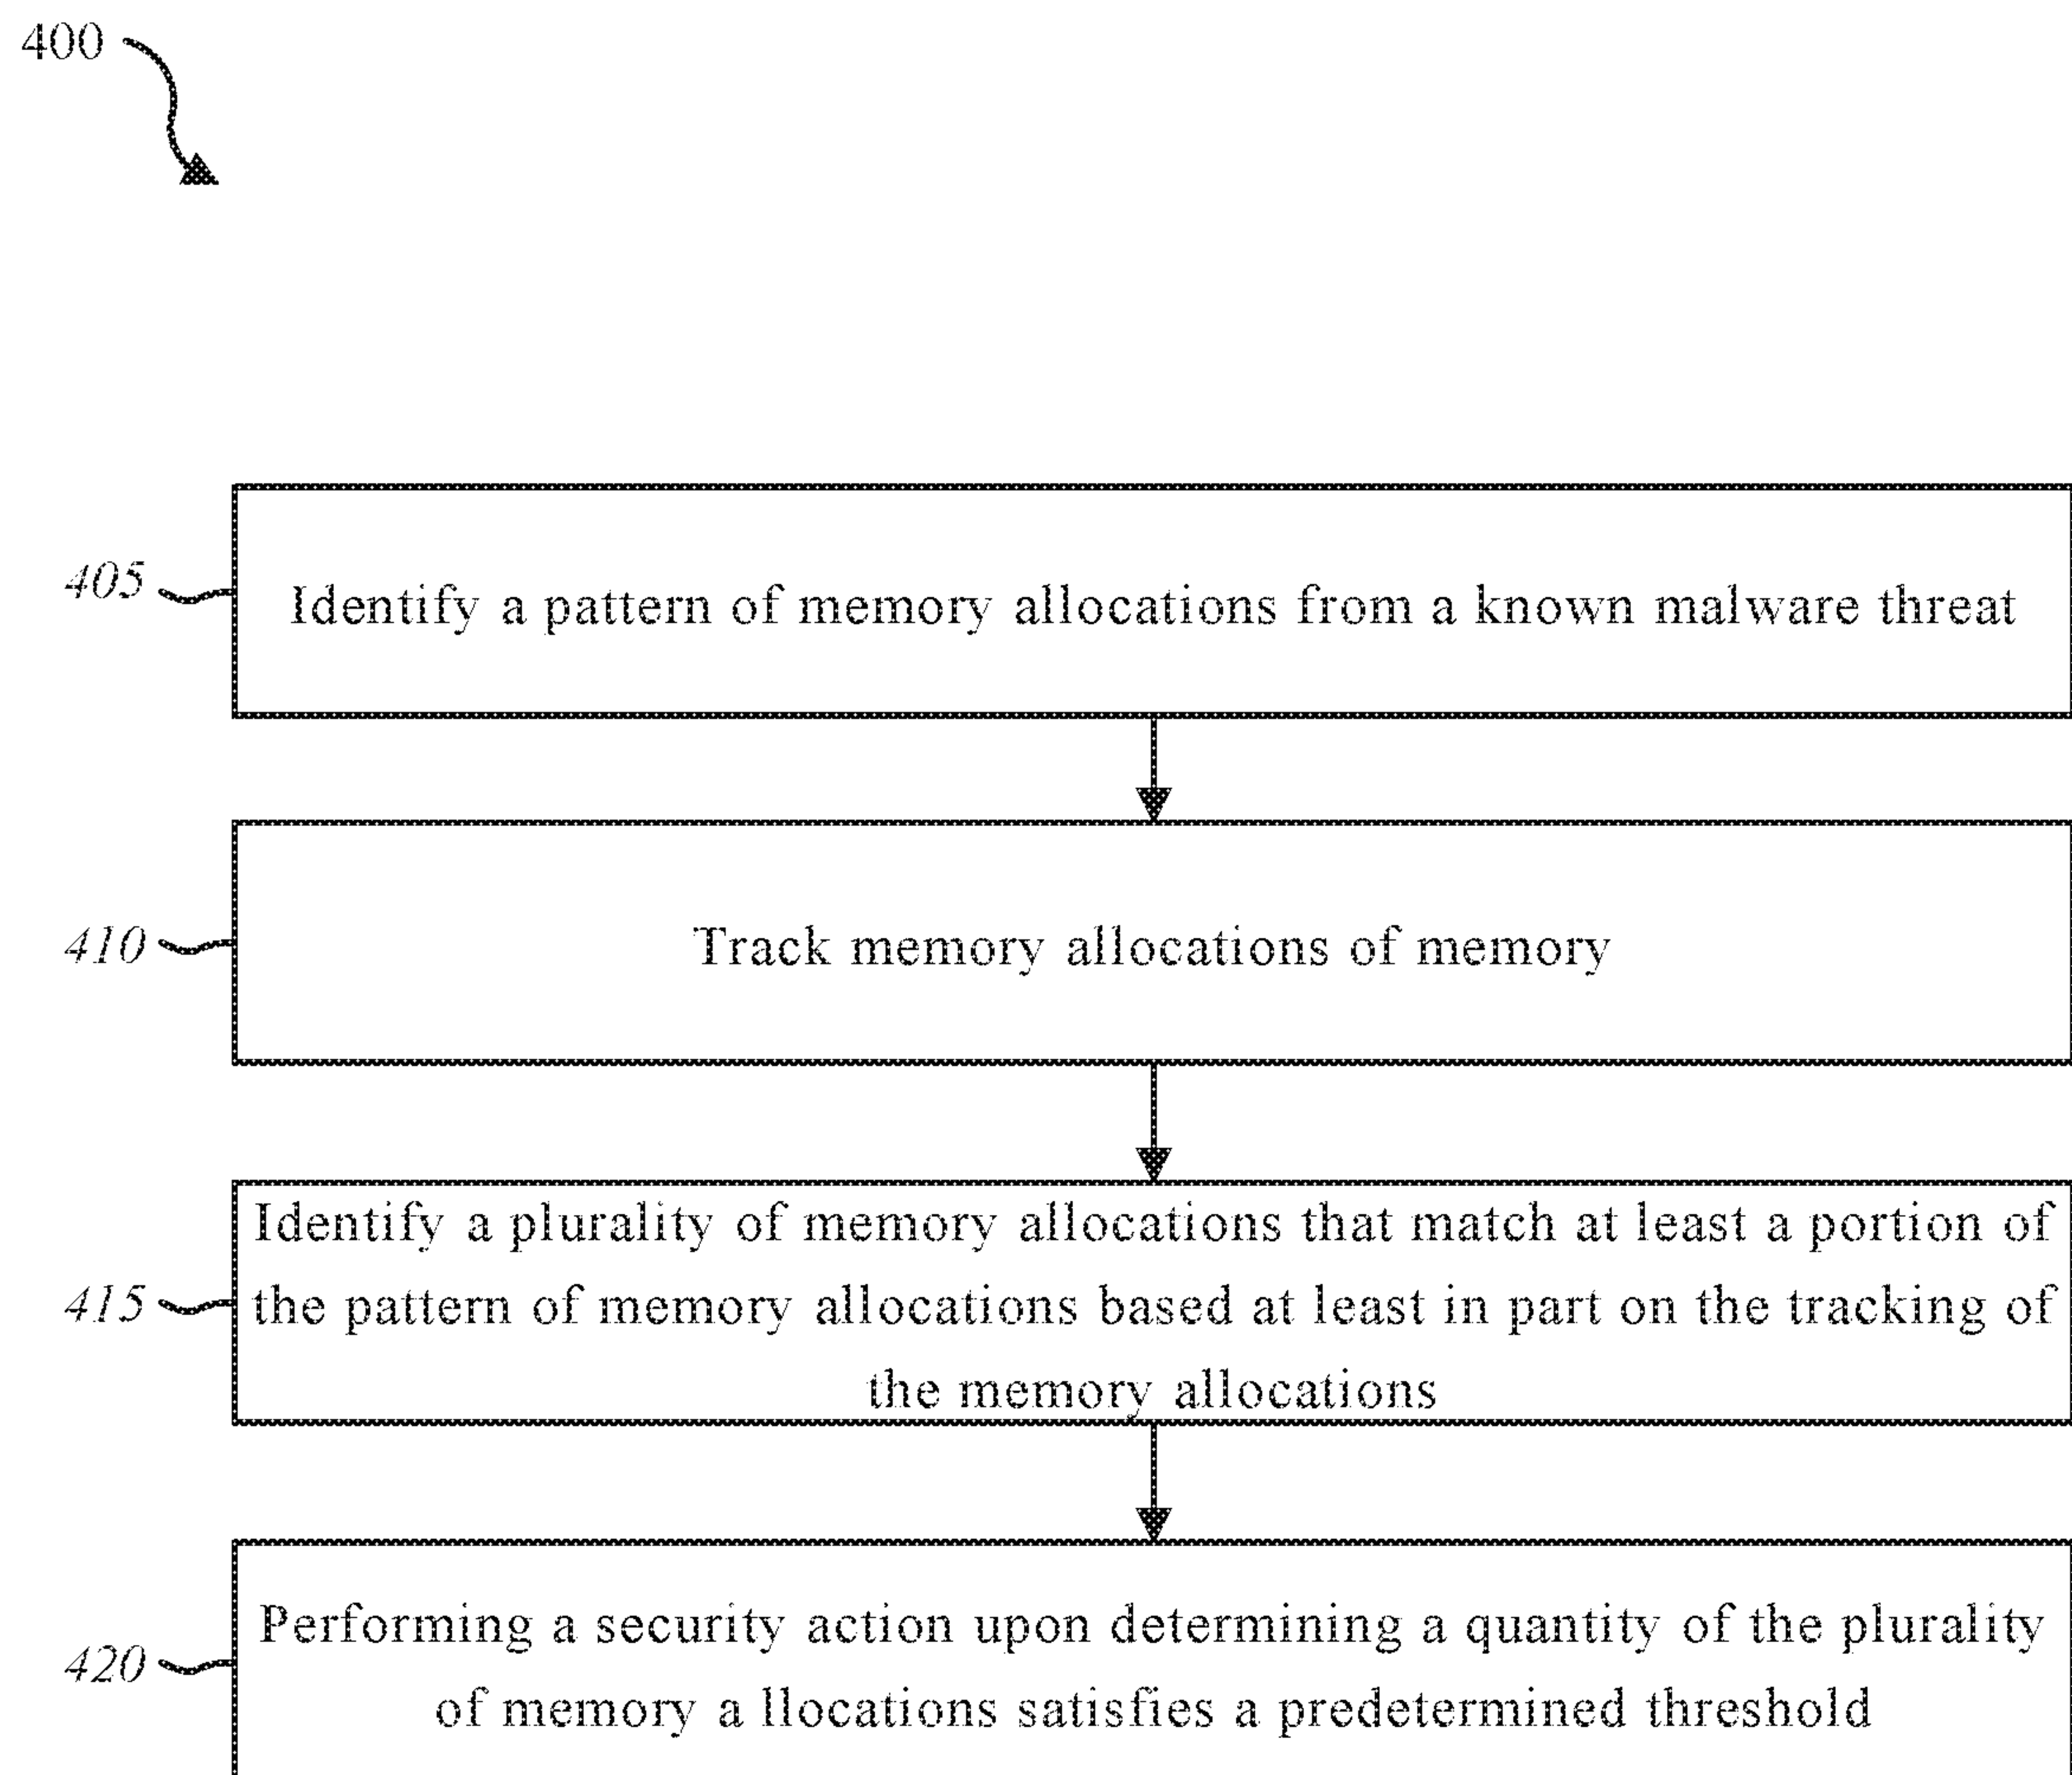 400
405
Identify a pattern of memory allocations from a known malware threat
410
Track memory allocations of memory
Identify a plurality of memory allocations that match at least a portion of
415
the pattern of memory allocations based at least in part on the tracking of
the memory allocations
Performing a security action upon determining a quantity of the plurality
420
of memory a llocations satisfies a predetermined threshold